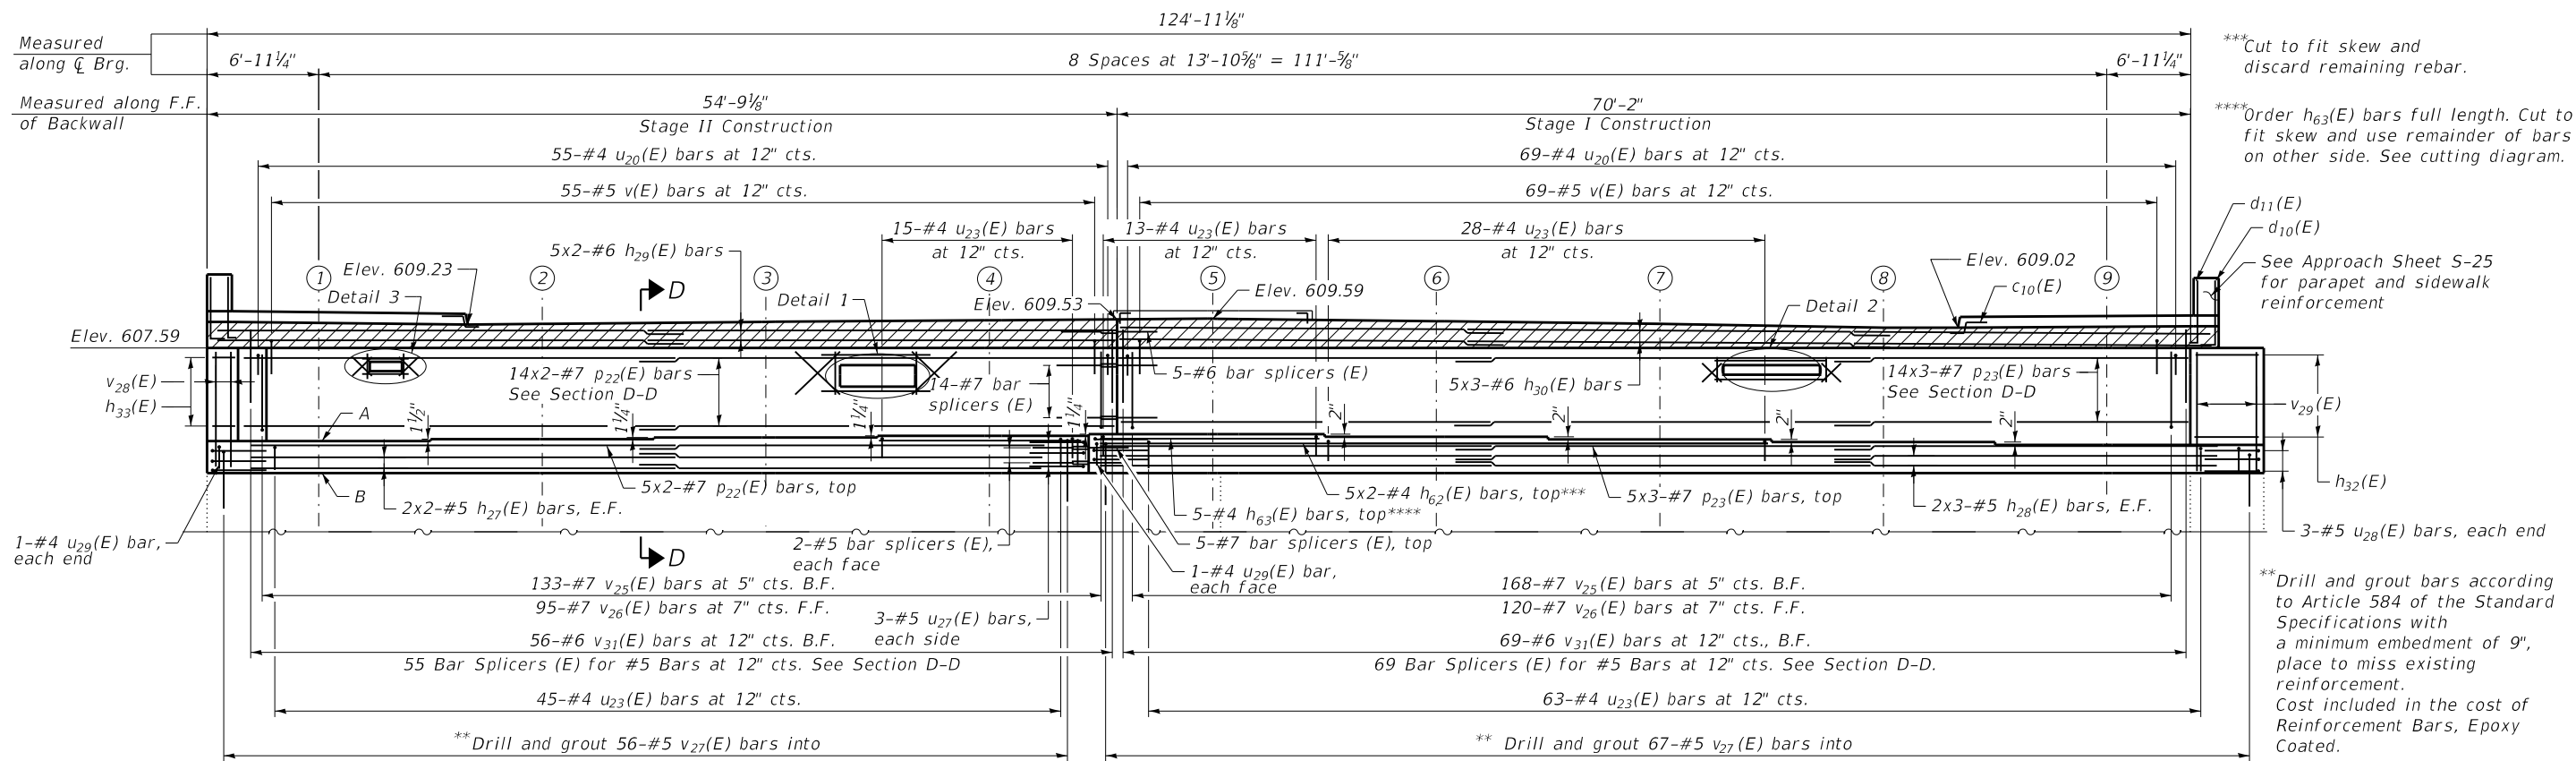 124'-11⅛"
Measured
along ℄ Brg.
6'-11¼"
8 Spaces at 13'-10⅝" = 111'-⅝"
6'-11¼"
Measured along F.F.
of Backwall
54'-9⅛"
Stage II Construction
70'-2"
Stage I Construction
55-#4 u20(E) bars at 12" cts.
69-#4 u20(E) bars at 12" cts.
55-#5 v(E) bars at 12" cts.
69-#5 v(E) bars at 12" cts.
15-#4 u23(E) bars
at 12" cts.
13-#4 u23(E) bars
at 12" cts.
28-#4 u23(E) bars
at 12" cts.
***Cut to fit skew and
discard remaining rebar.
****Order h63(E) bars full length. Cut to
fit skew and use remainder of bars
on other side. See cutting diagram.
d11(E)
d10(E)
See Approach Sheet S-25
for parapet and sidewalk
reinforcement
5x2-#6 h29(E) bars
1
Elev. 609.23
Detail 3
2
D
3
Detail 1
4
Elev. 609.53
5
Elev. 609.59
6
7
Detail 2
8
Elev. 609.02
c10(E)
9
Elev. 607.59
v28(E)
h33(E)
A
1½"
14x2-#7 p22(E) bars
See Section D-D
1¼"
1¼"
14-#7 bar
splicers (E)
1¼"
5-#6 bar splicers (E)
2"
5x3-#6 h30(E) bars
2"
2"
14x3-#7 p23(E) bars
See Section D-D
2"
v29(E)
h32(E)
B
2x2-#5 h27(E) bars, E.F.
5x2-#7 p22(E) bars, top
5x2-#4 h62(E) bars, top***
5-#4 h63(E) bars, top****
5x3-#7 p23(E) bars, top
2x3-#5 h28(E) bars, E.F.
3-#5 u28(E) bars, each end
1-#4 u29(E) bar,
each end
D
2-#5 bar splicers (E),
each face
5-#7 bar splicers (E), top
1-#4 u29(E) bar,
each face
133-#7 v25(E) bars at 5" cts. B.F.
95-#7 v26(E) bars at 7" cts. F.F.
3-#5 u27(E) bars,
each side
168-#7 v25(E) bars at 5" cts. B.F.
120-#7 v26(E) bars at 7" cts. F.F.
56-#6 v31(E) bars at 12" cts. B.F.
55 Bar Splicers (E) for #5 Bars at 12" cts. See Section D-D
69-#6 v31(E) bars at 12" cts., B.F.
69 Bar Splicers (E) for #5 Bars at 12" cts. See Section D-D.
45-#4 u23(E) bars at 12" cts.
63-#4 u23(E) bars at 12" cts.
**Drill and grout 56-#5 v27(E) bars into
** Drill and grout 67-#5 v27(E) bars into
**Drill and grout bars according
to Article 584 of the Standard
Specifications with
a minimum embedment of 9",
place to miss existing
reinforcement.
Cost included in the cost of
Reinforcement Bars, Epoxy
Coated.